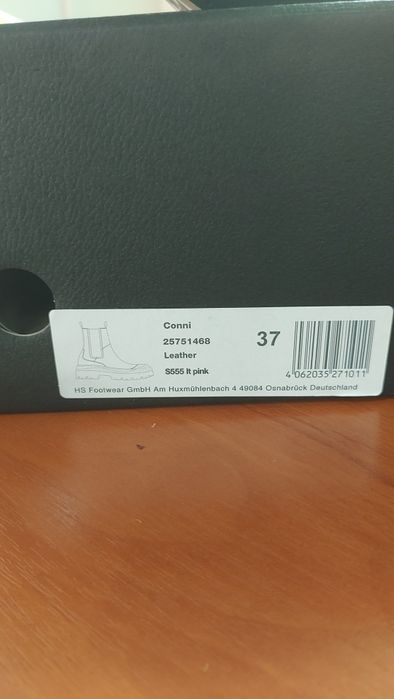 Conni
25751468
37
Leather
S555 lt pink
4 062035 271011
HS Footwear GmbH Am Huxmühlenbach 4 49084 Osnabrück Deutschland